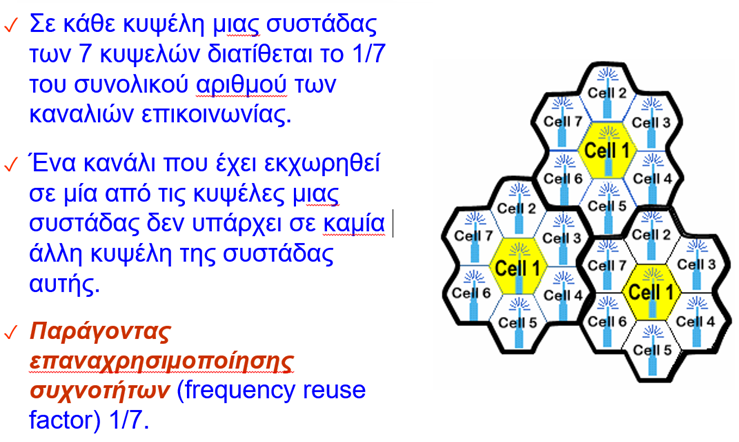 ✓ Σε κάθε κυψέλη μιας συστάδας
των 7 κυψελών διατίθεται το 1/7
του συνολικού αριθμού των
καναλιών επικοινωνίας.
✓ Ένα κανάλι που έχει εκχωρηθεί
σε μία από τις κυψέλες μιας
συστάδας δεν υπάρχει σε καμία
άλλη κυψέλη της συστάδας
αυτής.
✓ Παράγοντας
επαναχρησιμοποίησης
συχνοτήτων (frequency reuse
factor) 1/7.
Cell 2
Cell 7
Cell 3
Cell 1
Cell 6
Cell 4
Cell 5
Cell 2
Cell 7
Cell 3
Cell 1
Cell 6
Cell 4
Cell 5
Cell 2
Cell 7
Cell 3
Cell 1
Cell 6
Cell 4
Cell 5